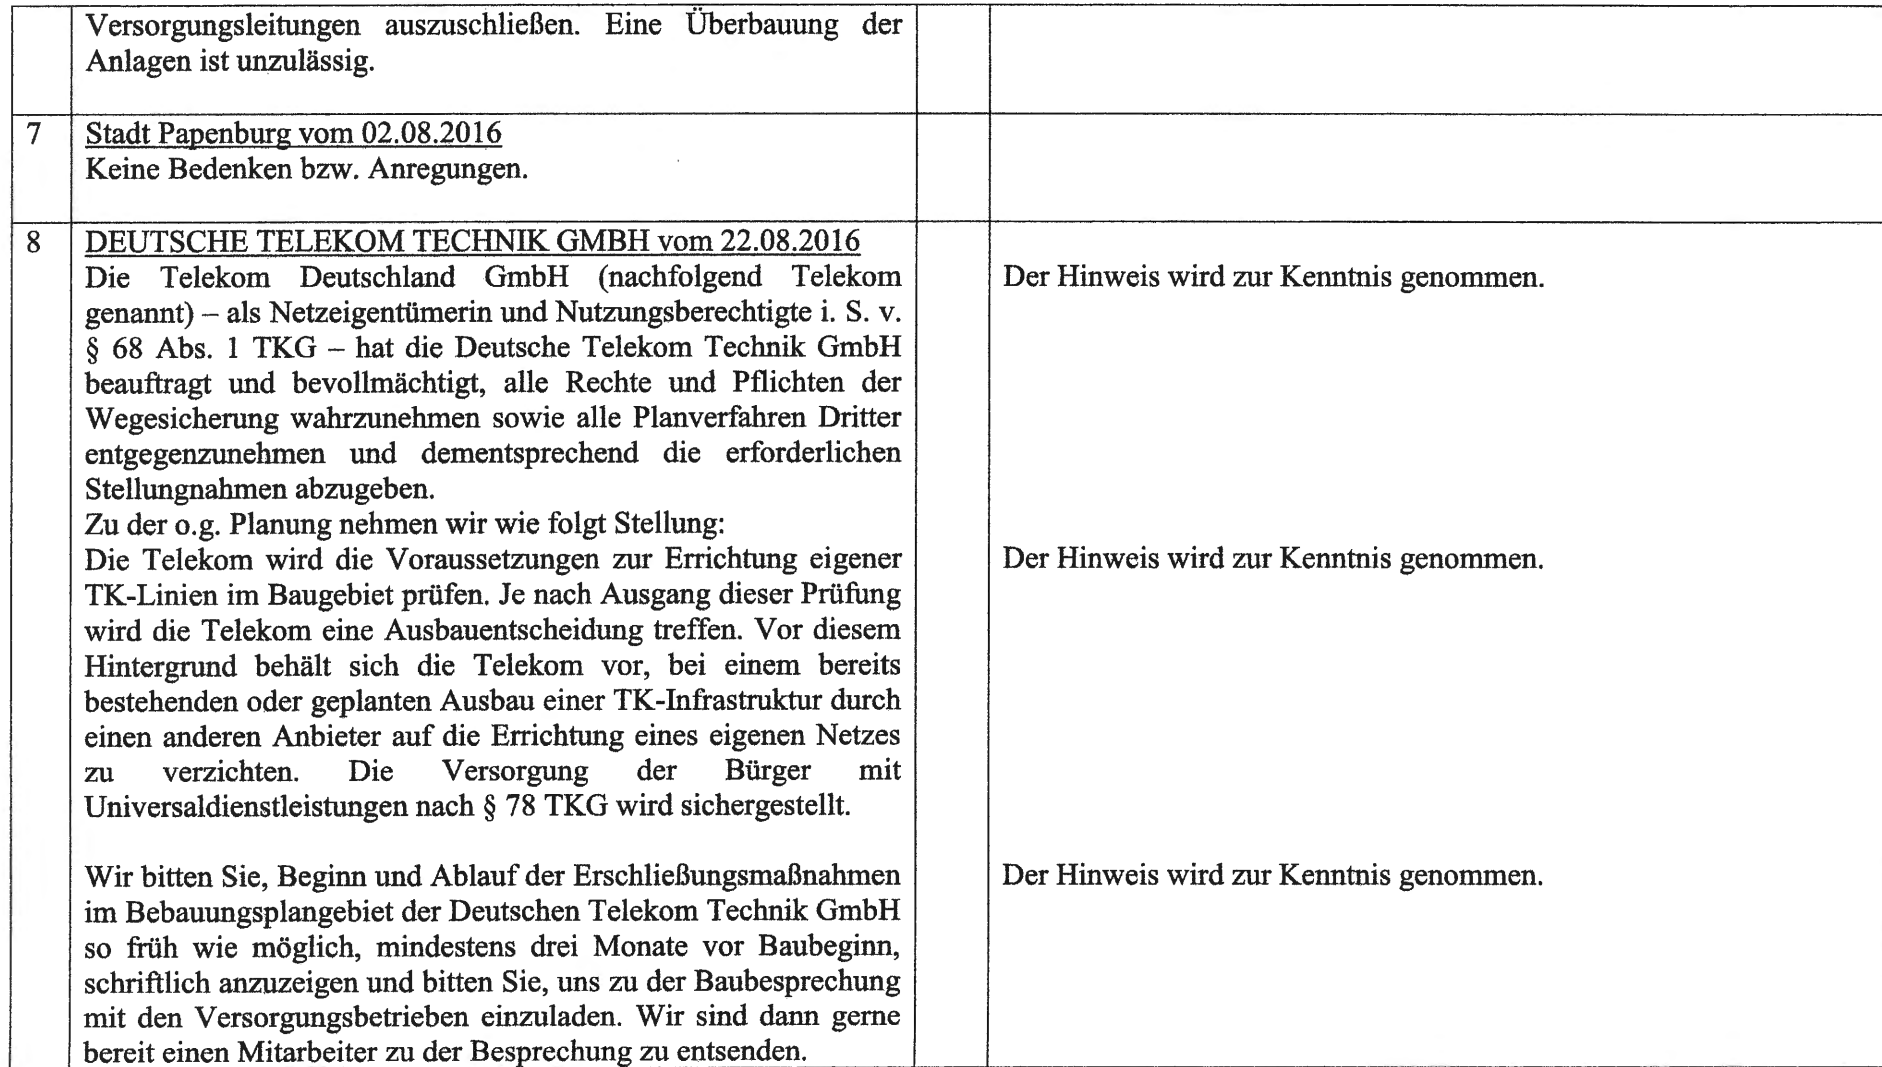 Versorgungsleitungen auszuschließen. Eine Überbauung der
Anlagen ist unzulässig.
7 Stadt Papenburg vom 02.08.2016
Keine Bedenken bzw. Anregungen.
8 DEUTSCHE TELEKOM TECHNIK GMBH vom 22.08.2016
Die Telekom Deutschland GmbH (nachfolgend Telekom
genannt) – als Netzeigentümerin und Nutzungsberechtigte i. S. v.
§ 68 Abs. 1 TKG – hat die Deutsche Telekom Technik GmbH
beauftragt und bevollmächtigt, alle Rechte und Pflichten der
Wegesicherung wahrzunehmen sowie alle Planverfahren Dritter
entgegenzunehmen und dementsprechend die erforderlichen
Stellungnahmen abzugeben.
Zu der o.g. Planung nehmen wir wie folgt Stellung:
Die Telekom wird die Voraussetzungen zur Errichtung eigener
TK-Linien im Baugebiet prüfen. Je nach Ausgang dieser Prüfung
wird die Telekom eine Ausbauentscheidung treffen. Vor diesem
Hintergrund behält sich die Telekom vor, bei einem bereits
bestehenden oder geplanten Ausbau einer TK-Infrastruktur durch
einen anderen Anbieter auf die Errichtung eines eigenen Netzes
zu verzichten. Die Versorgung der Bürger mit
Universaldienstleistungen nach § 78 TKG wird sichergestellt.
Wir bitten Sie, Beginn und Ablauf der Erschließungsmaßnahmen
im Bebauungsplangebiet der Deutschen Telekom Technik GmbH
so früh wie möglich, mindestens drei Monate vor Baubeginn,
schriftlich anzuzeigen und bitten Sie, uns zu der Baubesprechung
mit den Versorgungsbetrieben einzuladen. Wir sind dann gerne
bereit einen Mitarbeiter zu der Besprechung zu entsenden.
Der Hinweis wird zur Kenntnis genommen.
Der Hinweis wird zur Kenntnis genommen.
Der Hinweis wird zur Kenntnis genommen.